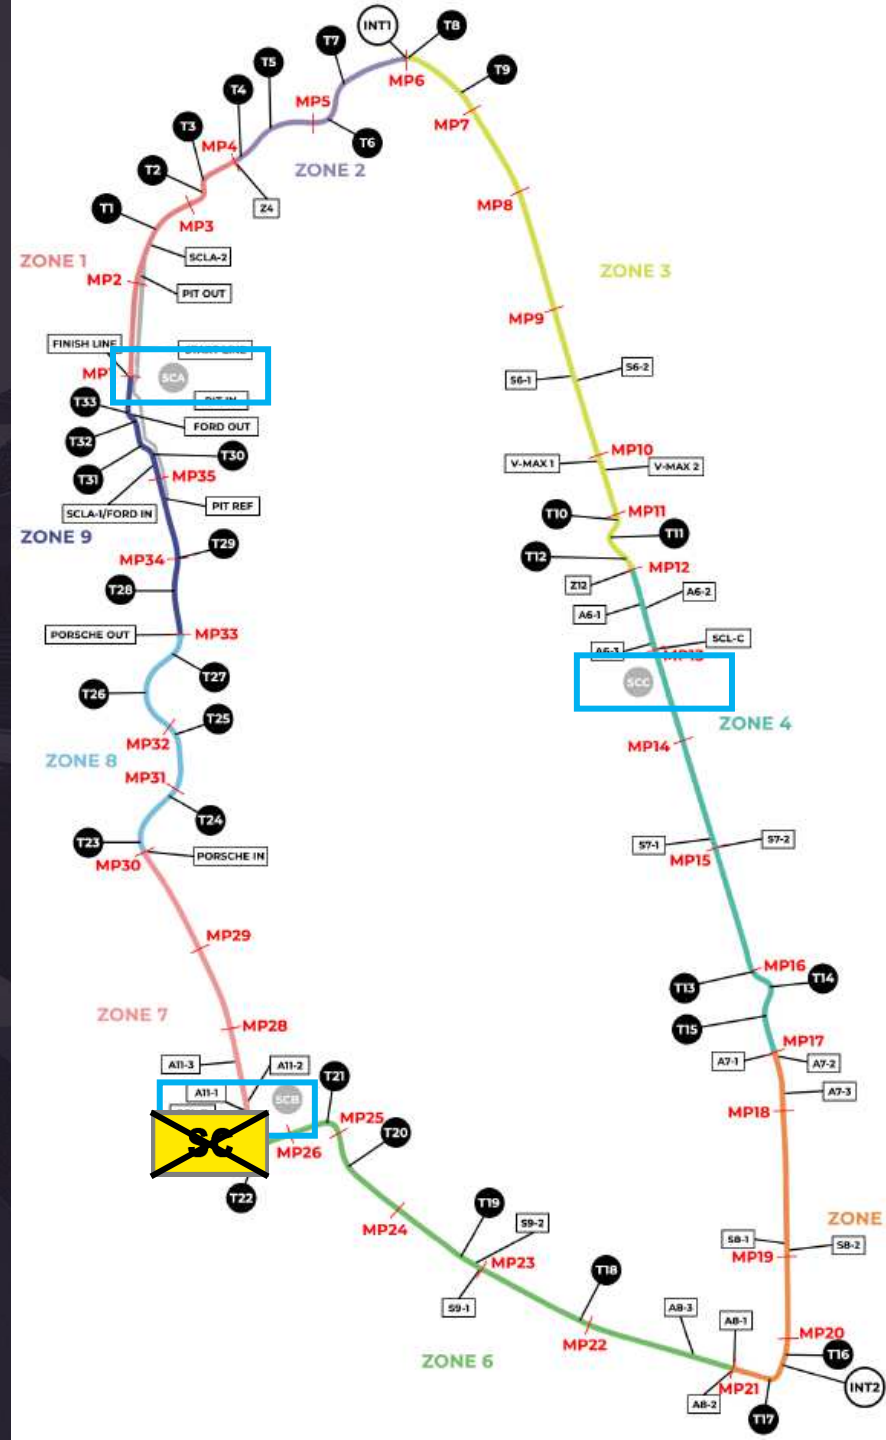 INT1
T8
T7
T5
MP6
T9
T4
MP5
MP7
T3
MP4
T6
T2
ZONE 2
Z4
MP8
T1
MP3
SCLA-2
ZONE 1
ZONE 3
MP2
PIT OUT
MP9
FINISH LINE
START LINE
SCA
S6-2
S6-1
PIT IN
T33
FORD OUT
T32
T30
MP10
V-MAX 1
V-MAX 2
T31
MP35
PIT REF
SCLA-1/FORD IN
T10
MP11
T11
ZONE 9
T29
T12
MP34
MP12
Z12
T28
A6-2
A6-1
PORSCHE OUT
MP33
SCL-C
A6-3
MP13
T27
SCC
T26
T25
ZONE 4
MP32
MP14
ZONE 8
MP31
T24
T23
S7-1
S7-2
PORSCHE IN
MP30
MP15
MP29
MP16
T13
T14
ZONE 7
MP28
T15
MP17
A11-3
A11-2
A7-1
A7-2
T21
A11-1
SCB
A7-3
MP25
MP18
SC
T20
MP26
T22
T19
MP24
S9-2
ZONE
S8-1
S8-2
MP23
MP19
T18
S9-1
A8-3
A8-1
MP22
MP20
T16
ZONE 6
MP21
INT2
A8-2
T17